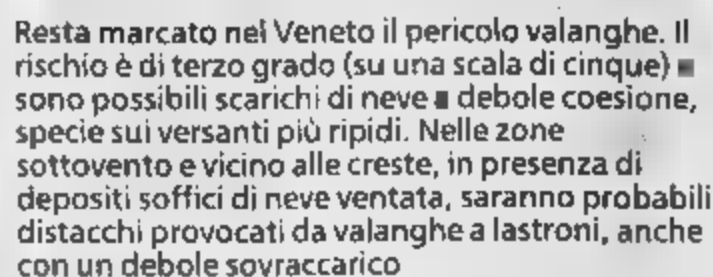 Resta marcato nel Veneto il pericolo valanghe. Il
rischio è di terzo grado (su una scala di cinque)
sono possibili scarichi di neve debole coesione,
specie sui versanti più ripidi. Nelle zone
sottovento e vicino alle creste, in presenza di
depositi soffici di neve ventata, saranno probabili
distacchi provocati da valanghe a lastroni, anche
con un debole sovraccarico